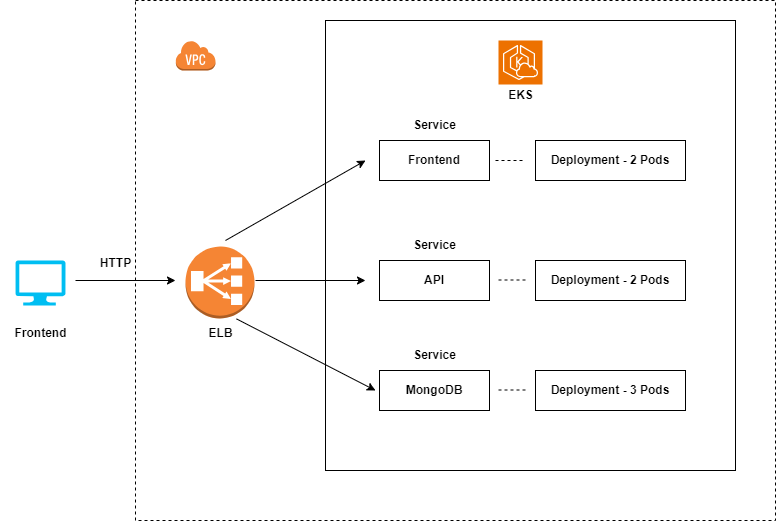 VPC
K
EKS
Service
Frontend
Deployment - 2 Pods
HTTP
Service
API
Deployment - 2 Pods
Frontend
ELB
Service
MongoDB
Deployment - 3 Pods